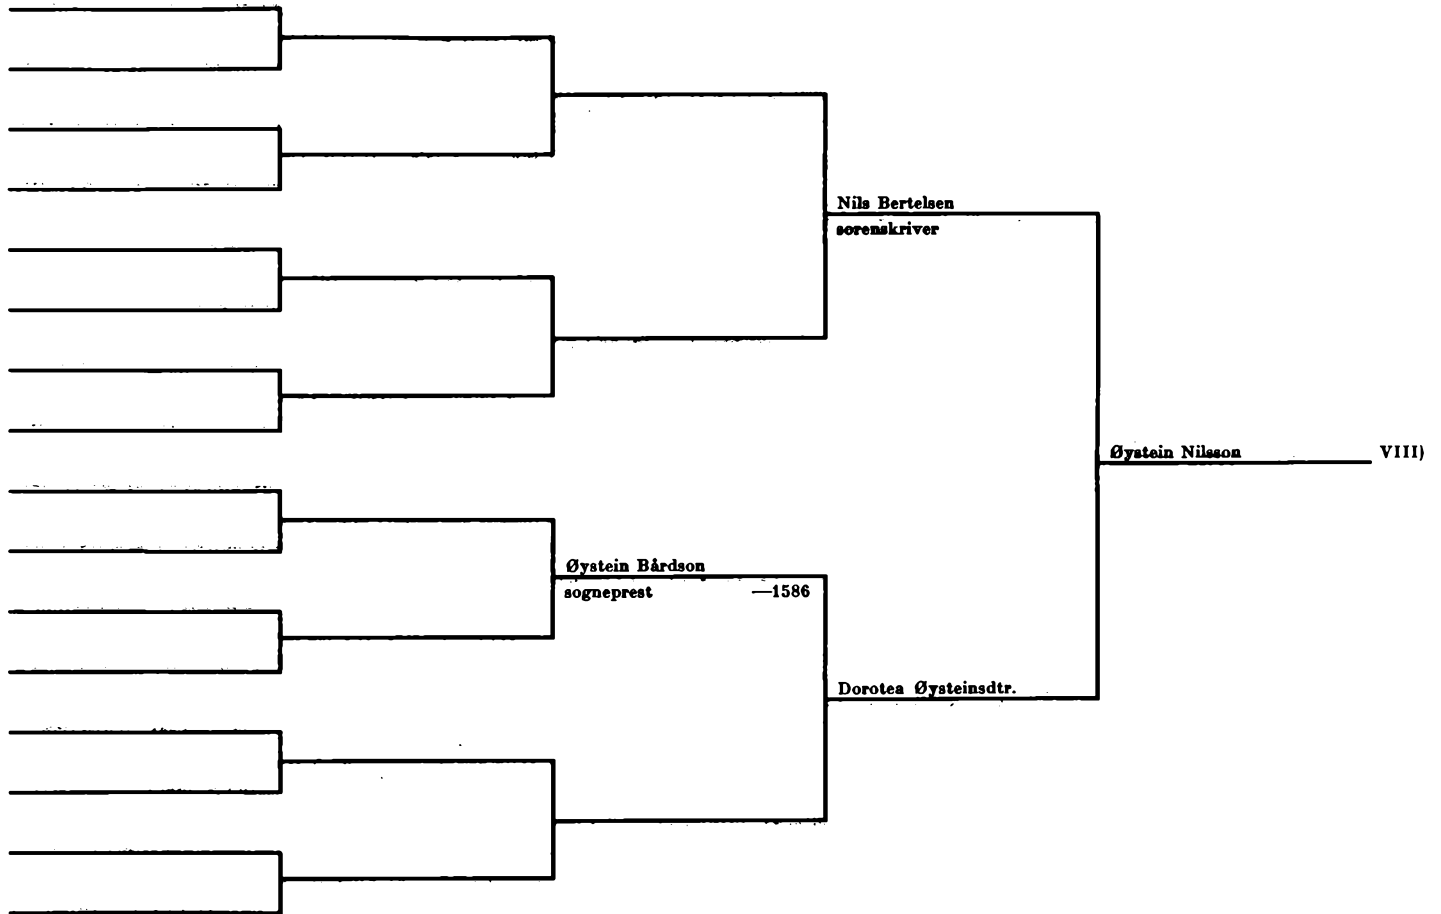 Nils Bertelsen
sorenskriver
Øystein Nilsson VIII)
Øystein Bårdson
sogneprest —1586
Dorotea Øysteinsdtr.